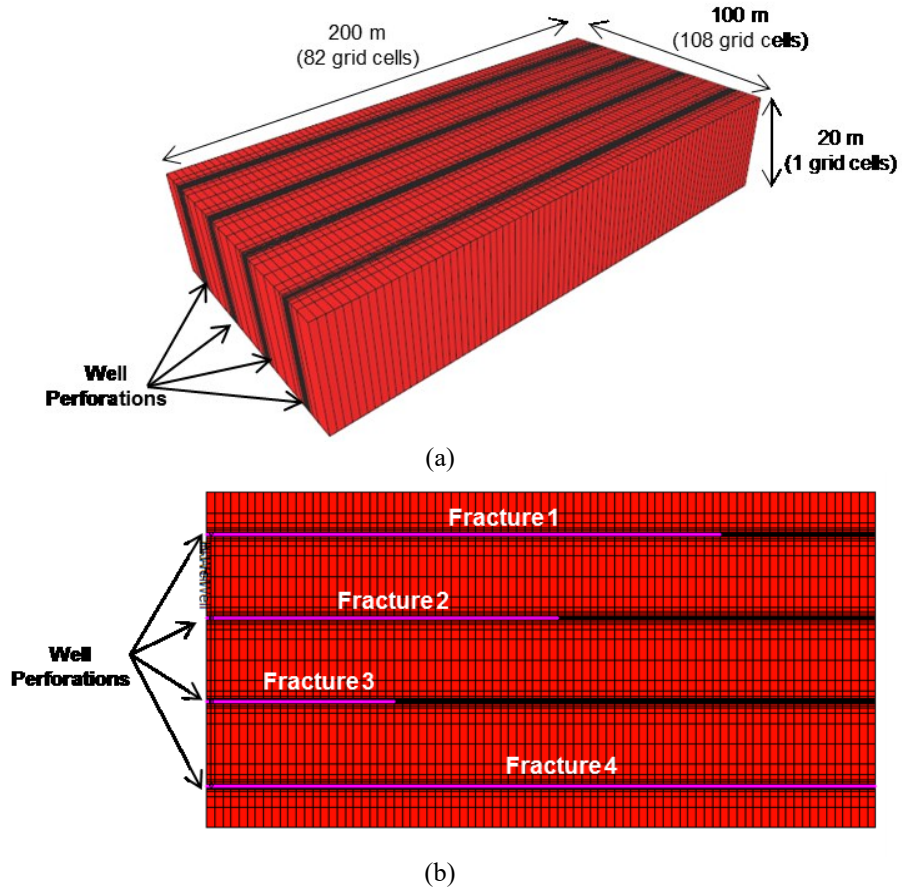 200 m
(82 grid cells)
100 m
(108 grid cells)
20 m
(1 grid cells)
Well
Perforations
(a)
Fracture 1
Fracture 2
Well
Perforations
Fracture 3
Fracture 4
(b)